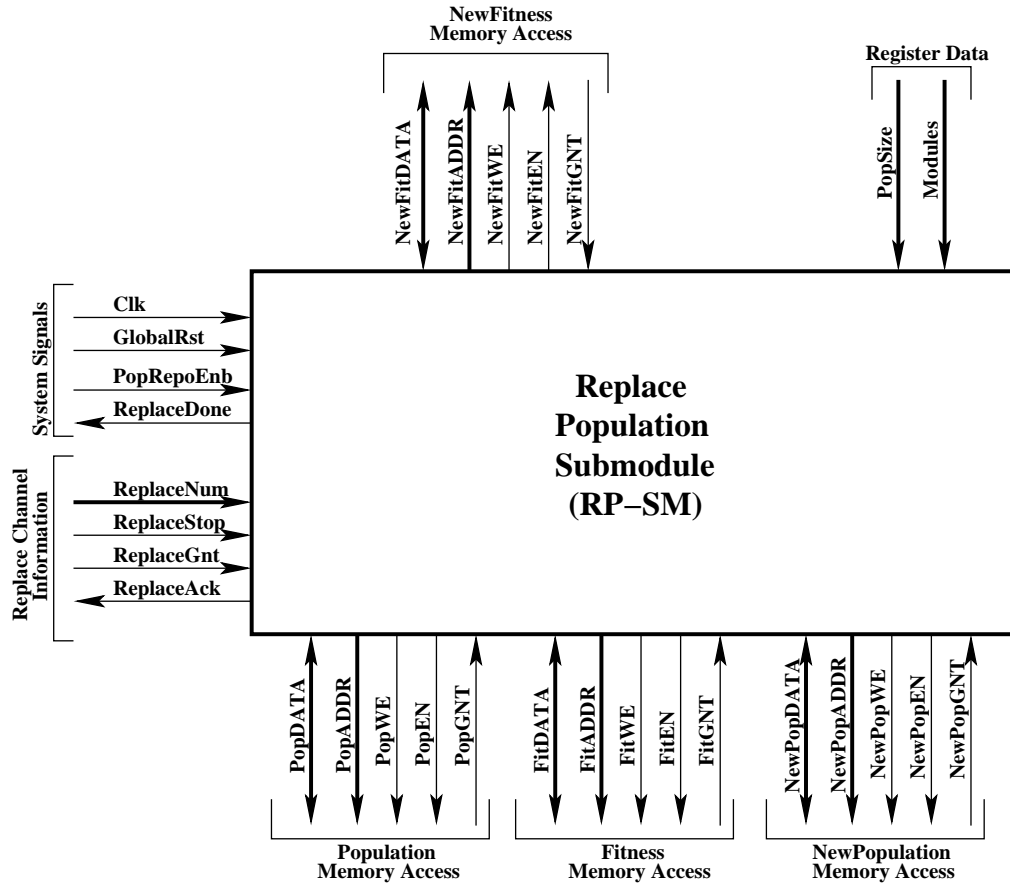 NewFitness
Memory Access
Register Data
NewFitDATA
NewFitADDR
NewFitWE
NewFitEN
NewFitGNT
PopSize
Modules
System Signals
Clk
GlobalRst
PopRepoEnb
ReplaceDone
Replace Channel
Information
ReplaceNum
ReplaceStop
ReplaceGnt
ReplaceAck
Replace
Population
Submodule
(RP−SM)
PopDATA
PopADDR
PopWE
PopEN
PopGNT
FitDATA
FitADDR
FitWE
FitEN
FitGNT
NewPopDATA
NewPopADDR
NewPopWE
NewPopEN
NewPopGNT
Population
Memory Access
Fitness
Memory Access
NewPopulation
Memory Access